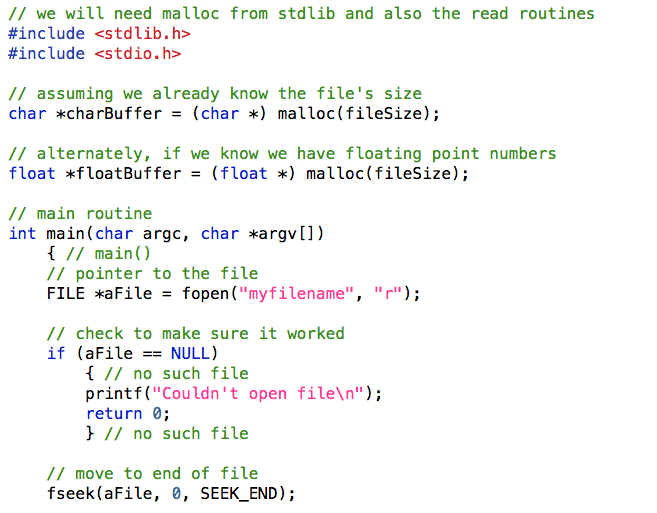 // we will need malloc from stdlib and also the read routines
#include <stdlib.h>
#include <stdio.h>
// assuming we already know the file's size
char *charBuffer = (char *) malloc(fileSize);
// alternately, if we know we have floating point numbers
float *floatBuffer = (float *) malloc(fileSize);
// main routine
int main(char argc, char *argv[])
{ // main()
// pointer to the file
FILE *aFile = fopen("myfilename", "r");
// check to make sure it worked
if (aFile == NULL)
{ // no such file
printf("Couldn't open file\n");
return 0;
} // no such file
// move to end of file
fseek(aFile, 0, SEEK_END);